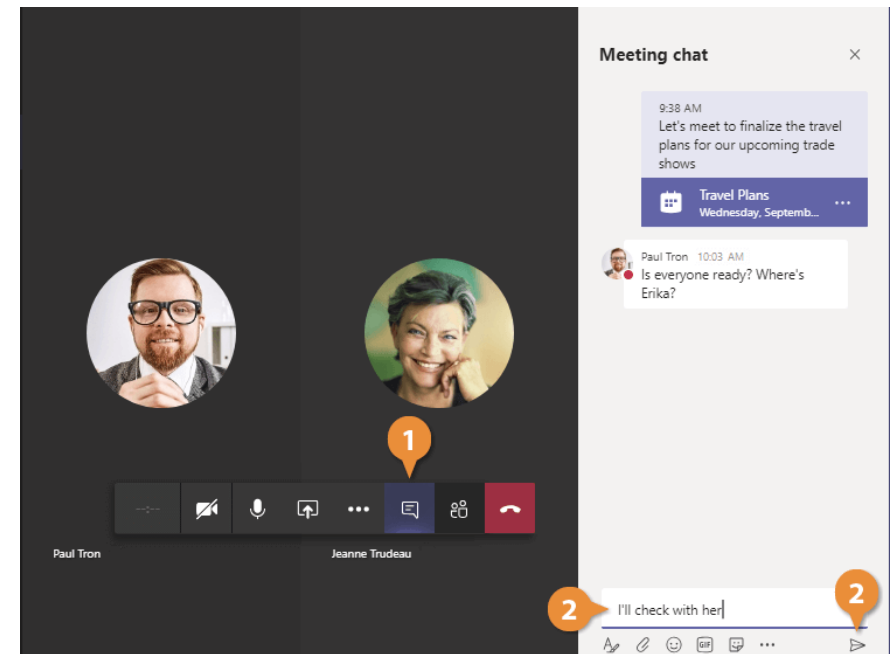 Meeting chat
9:38 AM
Let's meet to finalize the travel
plans for our upcoming trade
shows
Travel Plans
Wednesday, Septemb...
Paul Tron 10:03 AM
Is everyone ready? Where's
Erika?
1
--:--
Paul Tron
Jeanne Trudeau
2
I'll check with her
2
GIF